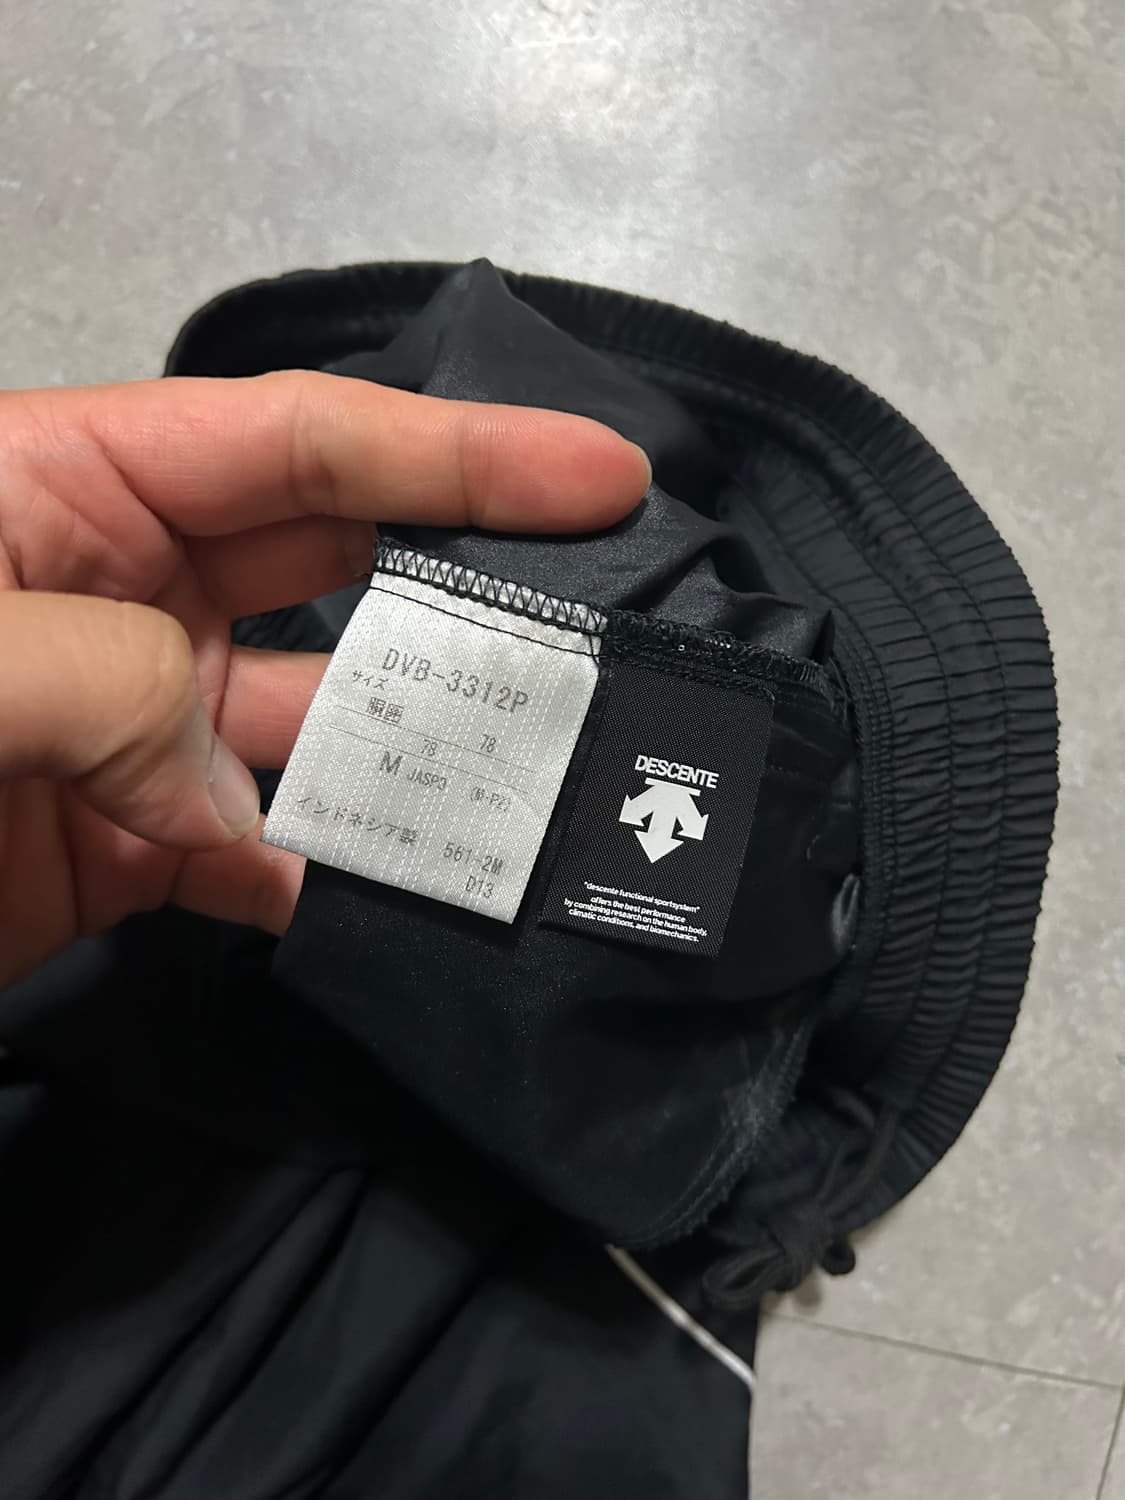 DVB-3312P
サイズ
胴囲 78
78
M JASPO (M-P2)
インドネシア製 561-2M
D13
DESCENTE
"descente functional sportsystem"
offers the best performance
by combining research on the human body,
climatic conditions, and biomechanics.